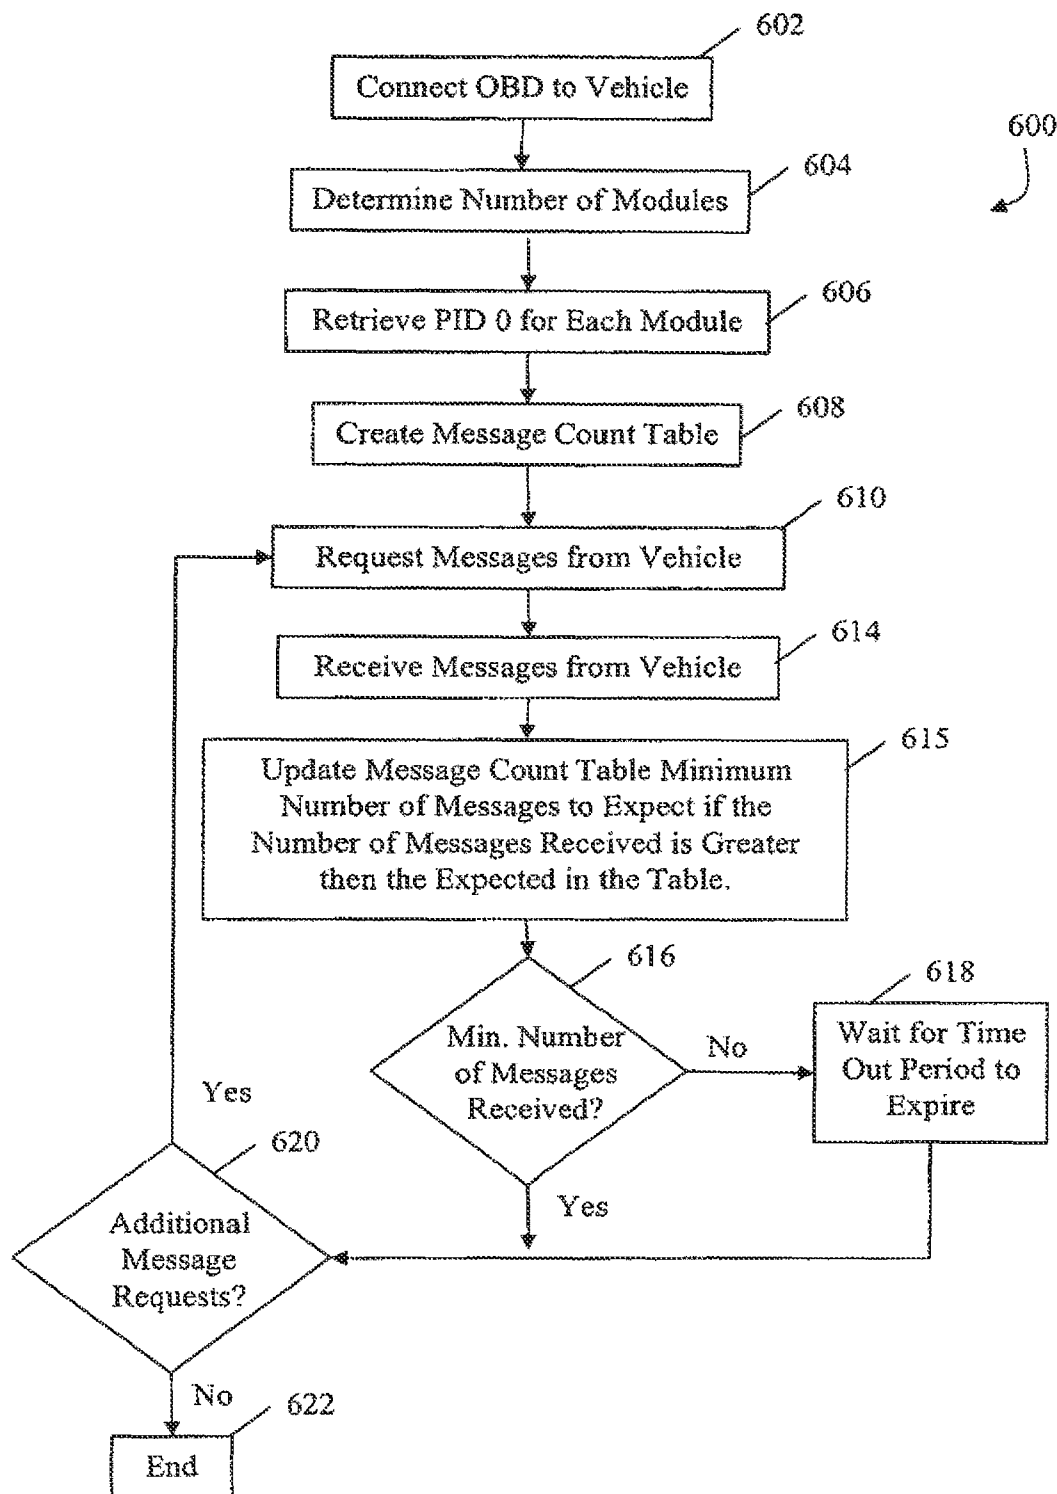 602
Connect OBD to Vehicle
600
604
Determine Number of Modules
606
Retrieve PID 0 for Each Module
608
Create Message Count Table
610
Request Messages from Vehicle
614
Receive Messages from Vehicle
615
Update Message Count Table Minimum
Number of Messages to Expect if the
Number of Messages Received is Greater
then the Expected in the Table.
616
618
Min. Number
of Messages
Received?
No
Wait for Time
Out Period to
Expire
Yes
Yes
620
Additional
Message
Requests?
No
622
End